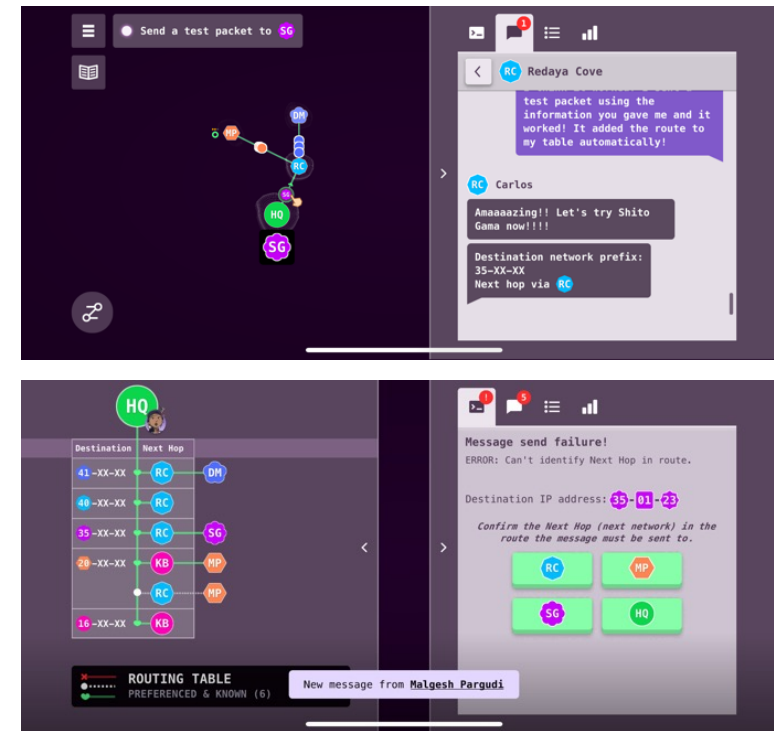 Send a test packet to SG
1
RC Redaya Cove
test packet using the
information you gave me and it
worked! It added the route to
my table automatically!
RC Carlos
Amaaaazing!! Let's try Shito
Gama now!!!!
Destination network prefix:
35-XX-XX
Next hop via RC
DM
MP
RC
SG
HQ
SG
HQ
Destination Next Hop
41-XX-XX RC DM
40-XX-XX RC
35-XX-XX RC SG
20-XX-XX KB MP
RC MP
16-XX-XX KB
ROUTING TABLE
PREFERENCED & KNOWN (6)
New message from Malgesh Pargudi
! 5
Message send failure!
ERROR: Can't identify Next Hop in route.
Destination IP address: 35-01-23
Confirm the Next Hop (next network) in the
route the message must be sent to.
RC MP
SG HQ